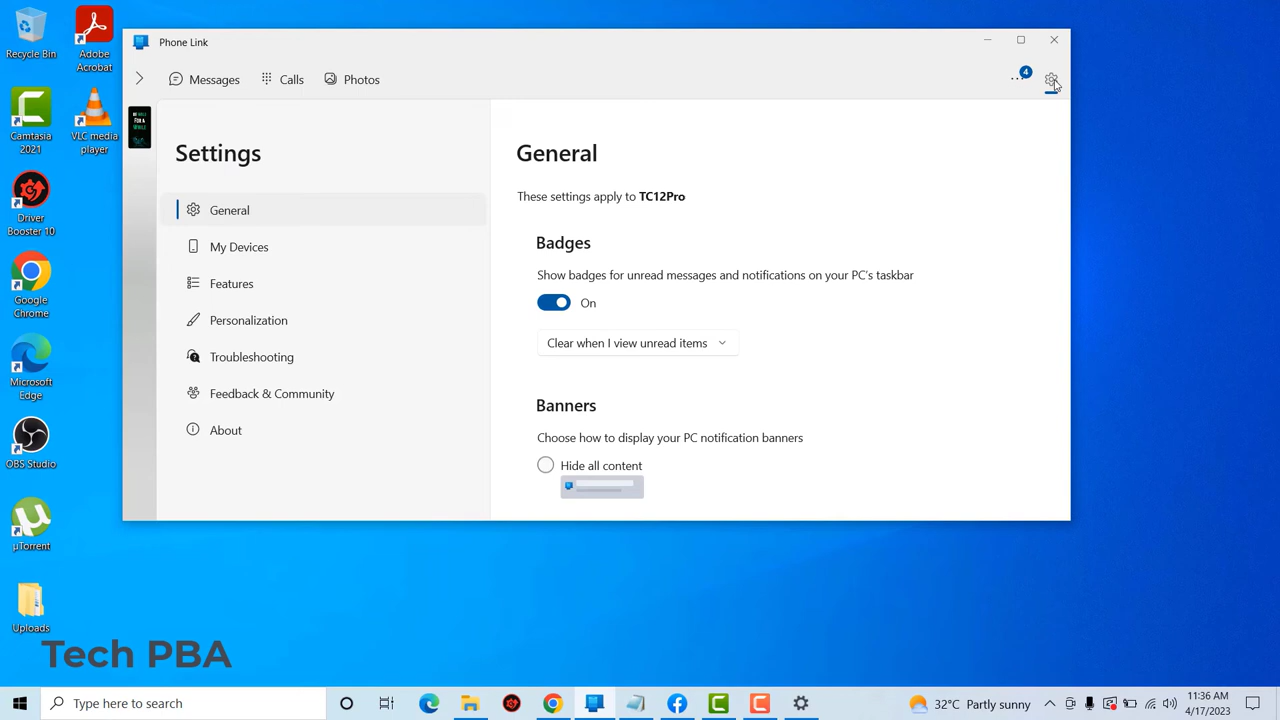 Recycle Bin
Adobe Acrobat
Camtasia 2021
VLC media player
Driver Booster 10
Google Chrome
Microsoft Edge
OBS Studio
µTorrent
Uploads
Phone Link
Messages
Calls
Photos
4
Settings
General
My Devices
Features
Personalization
Troubleshooting
Feedback & Community
About
General
These settings apply to TC12Pro
Badges
Show badges for unread messages and notifications on your PC's taskbar
On
Clear when I view unread items
Banners
Choose how to display your PC notification banners
Hide all content
Tech PBA
Type here to search
32°C Partly sunny
11:36 AM
4/17/2023